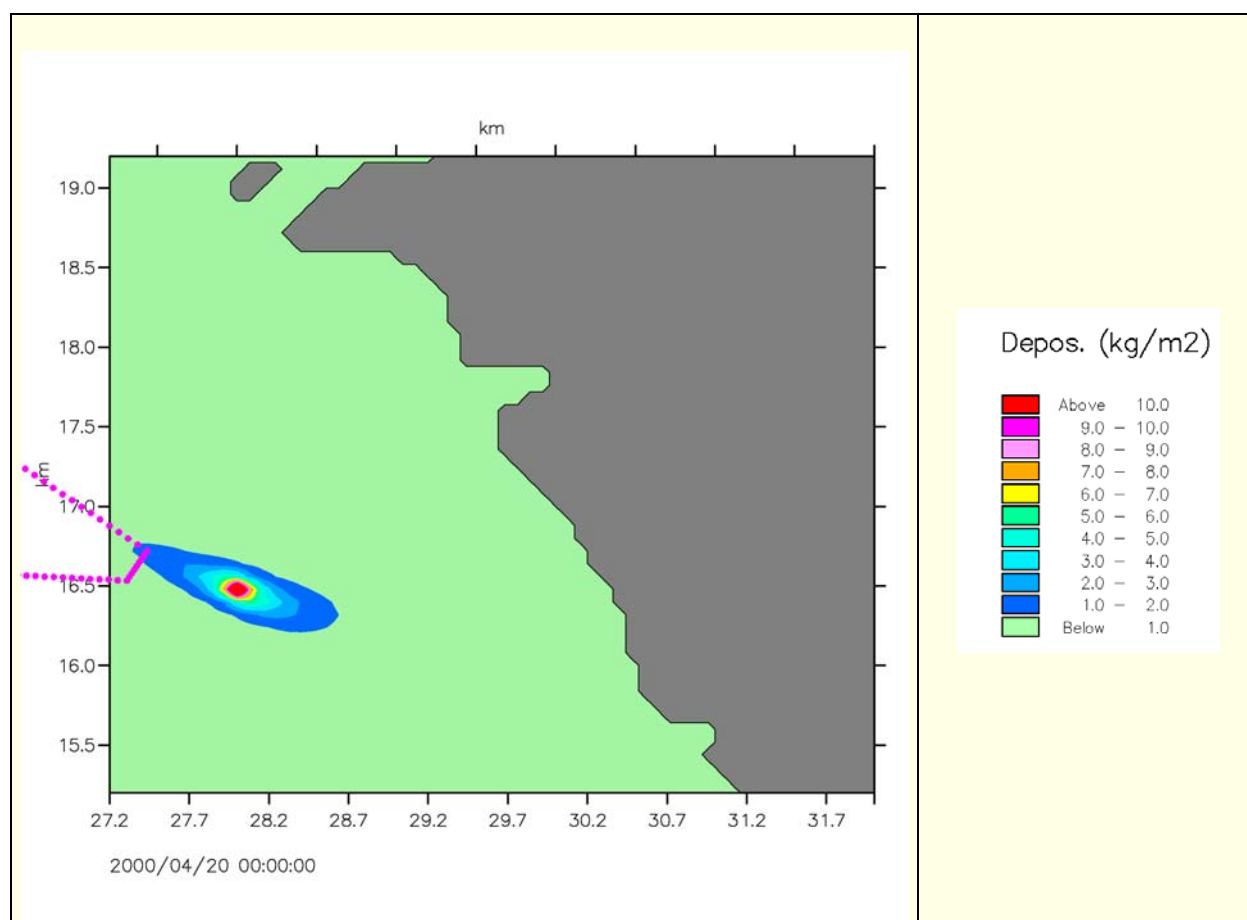 km
19.0
18.5
18.0
17.5
km
17.0
16.5
16.0
15.5
27.2 27.7 28.2 28.7 29.2 29.7 30.2 30.7 31.2 31.7
2000/04/20 00:00:00
Depos. (kg/m2)
Above 10.0
9.0 – 10.0
8.0 – 9.0
7.0 – 8.0
6.0 – 7.0
5.0 – 6.0
4.0 – 5.0
3.0 – 4.0
2.0 – 3.0
1.0 – 2.0
Below 1.0